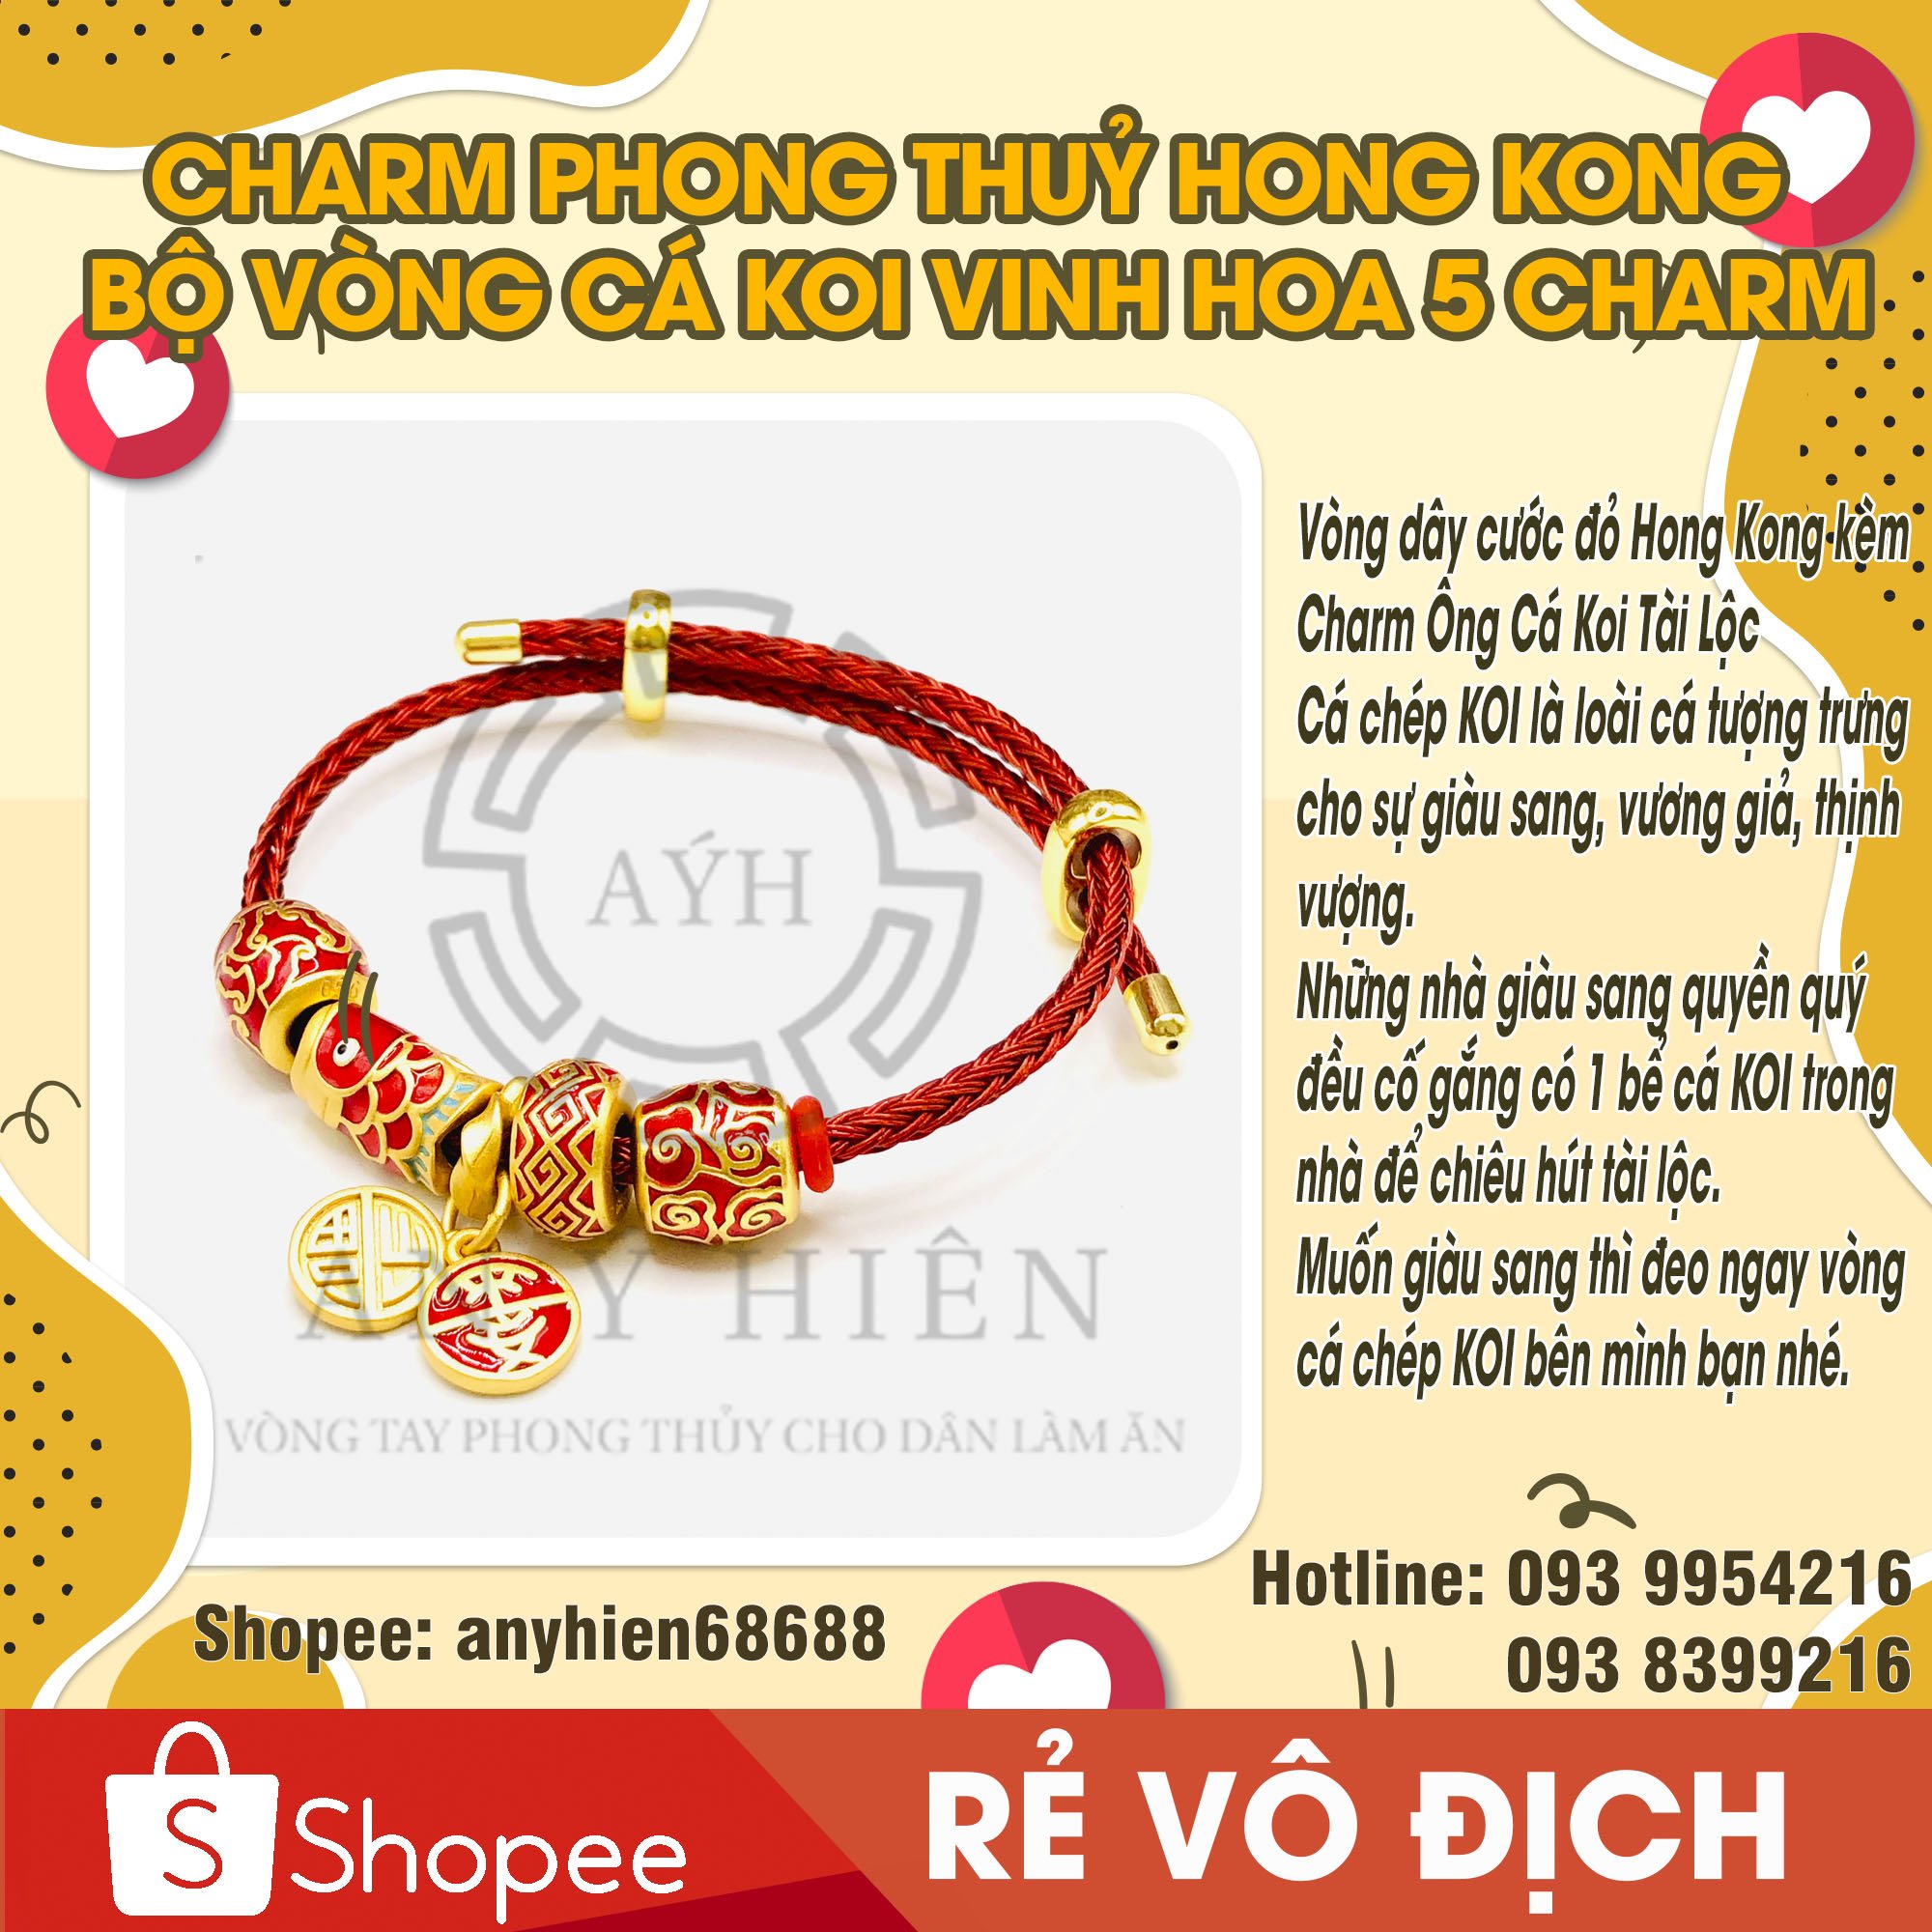 CHARM PHONG THUỶ HONG KONG
BỘ VÒNG CÁ KOI VINH HOA 5 CHARM
Vòng dây cước đỏ Hong Kong kèm
Charm Ông Cá Koi Tài Lộc
Cá chép KOI là loài cá tượng trưng
cho sự giàu sang, vương giả, thịnh
vượng.
Những nhà giàu sang quyền quý
đều cố gắng có 1 bể cá KOI trong
nhà để chiêu hút tài lộc.
Muốn giàu sang thì đeo ngay vòng
cá chép KOI bên mình bạn nhé.
AÝH
AN Ý HIÊN
VÒNG TAY PHONG THỦY CHO DÂN LÀM ĂN
Hotline: 093 9954216
093 8399216
Shopee: anyhien68688
S Shopee
RẺ VÔ ĐỊCH